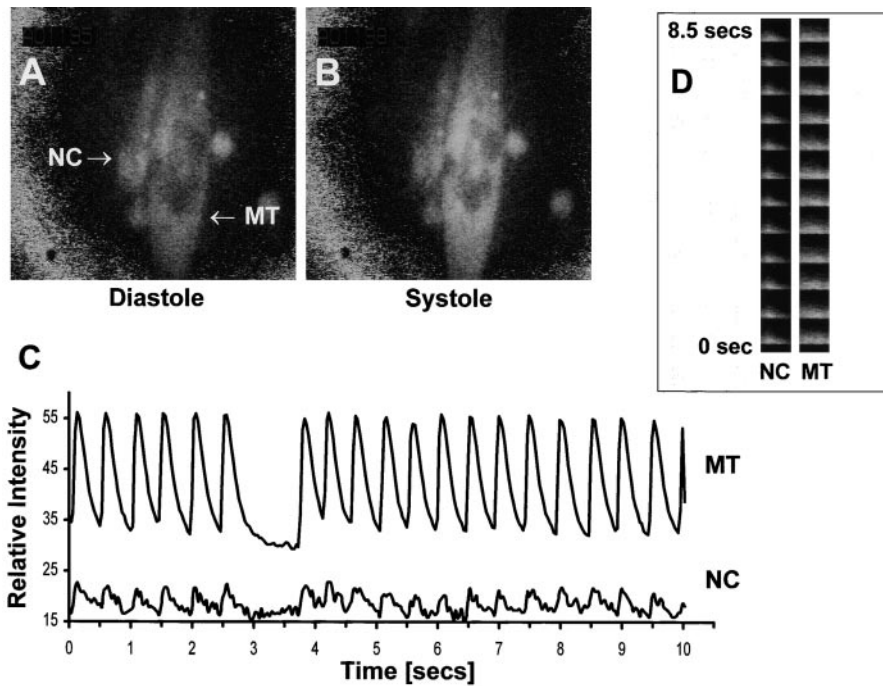 A
B
NC →
← MT
Diastole
Systole
D
8.5 secs
0 sec
NC MT
C
Relative Intensity
55
45
35
25
15
MT
NC
0 1 2 3 4 5 6 7 8 9 10
Time [secs]